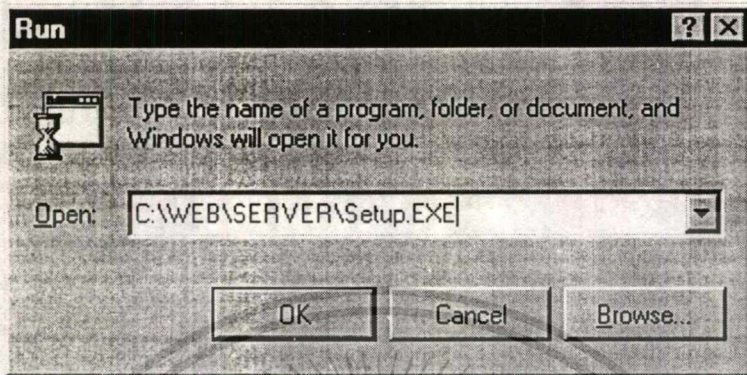 Run
Type the name of a program, folder, or document, and
Windows will open it for you.
Open: C:\WEB\SERVER\Setup.EXE
OK Cancel Browse...